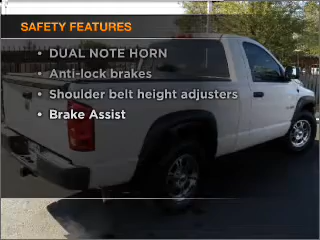 SAFETY FEATURES
• DUAL NOTE HORN
• Anti-lock brakes
• Shoulder belt height adjusters
• Brake Assist